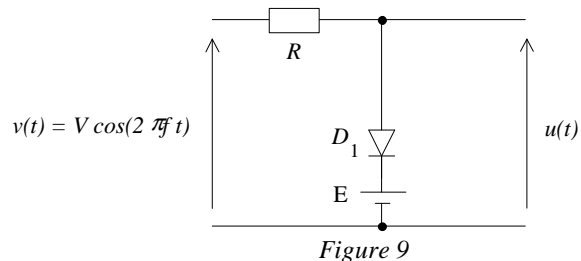 R
v(t) = V cos(2 πf t)
D1
u(t)
E
Figure 9